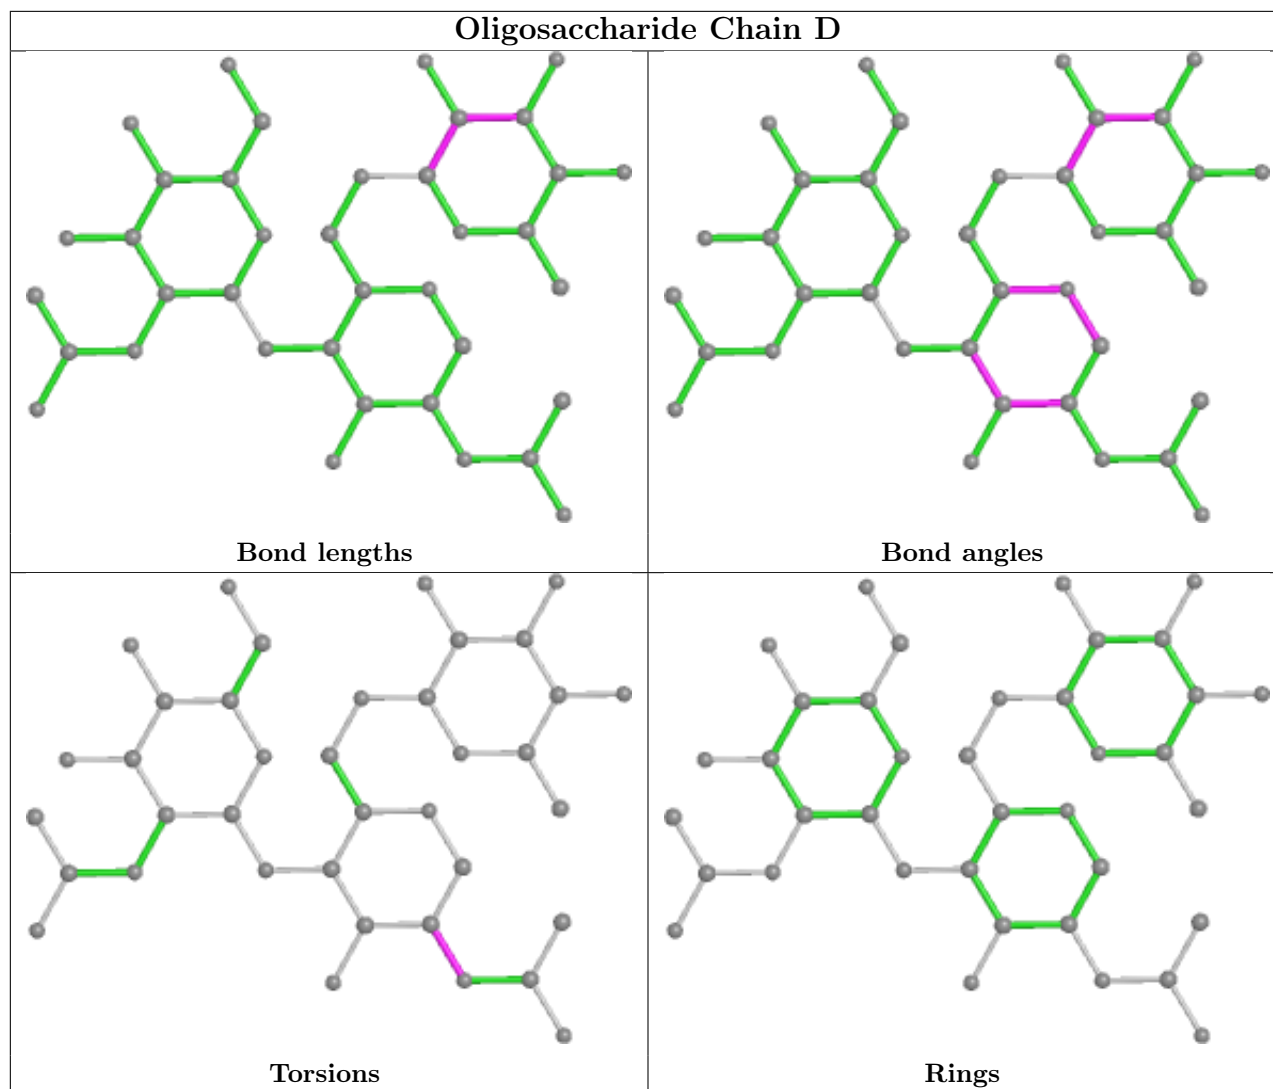 Oligosaccharide Chain D
Bond lengths
Bond angles
Torsions
Rings